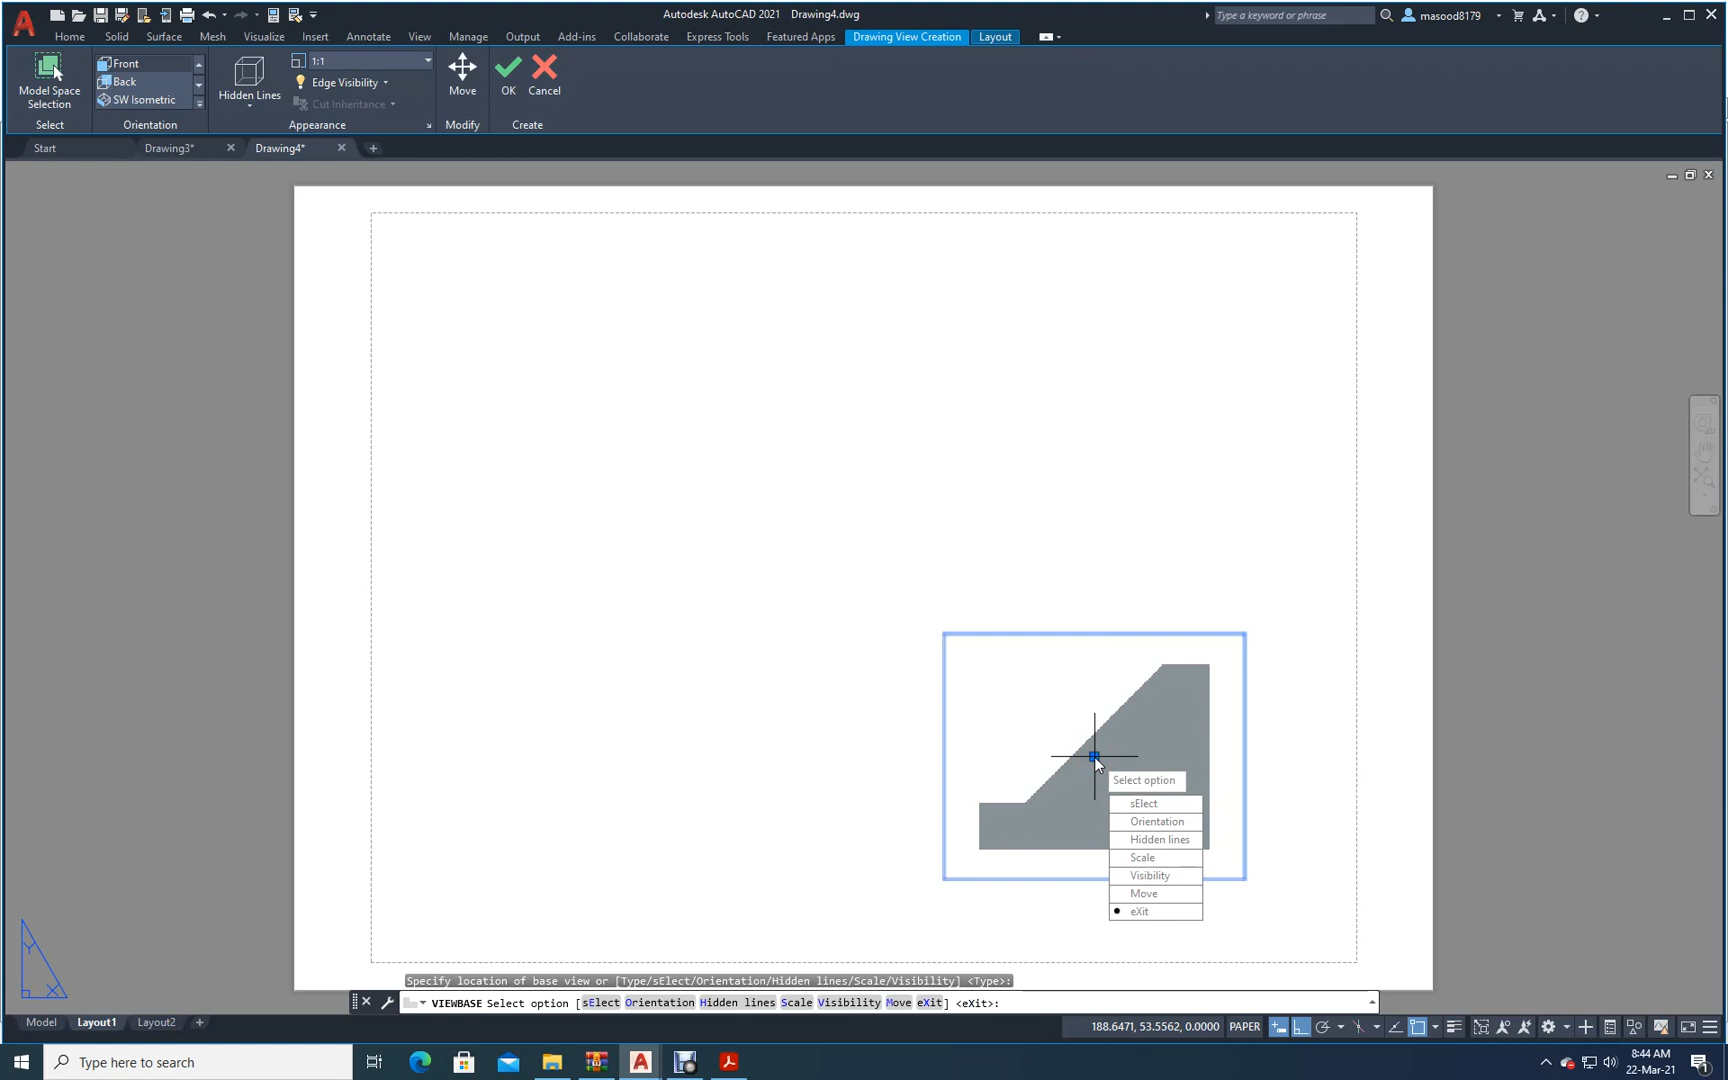 Autodesk AutoCAD 2021 Drawing4.dwg
Type a keyword or phrase
masood8179
Home Solid Surface Mesh Visualize Insert Annotate View Manage Output Add-ins Collaborate Express Tools Featured Apps Drawing View Creation Layout
Model Space Selection
Select
Front
Back
SW Isometric
Orientation
Hidden Lines
1:1
Edge Visibility
Cut Inheritance
Appearance
Move
Modify
OK
Cancel
Create
Start Drawing3* Drawing4*
Select option
sElect
Orientation
Hidden lines
Scale
Visibility
Move
eXit
Y
X
Specify location of base view or [Type/sElect/Orientation/Hidden lines/Scale/Visibility] <Type>:
VIEWBASE Select option [sElect Orientation Hidden lines Scale Visibility Move eXit] <eXit>:
Model Layout1 Layout2
188.6471, 53.5562, 0.0000 PAPER
Type here to search
8:44 AM
22-Mar-21
1